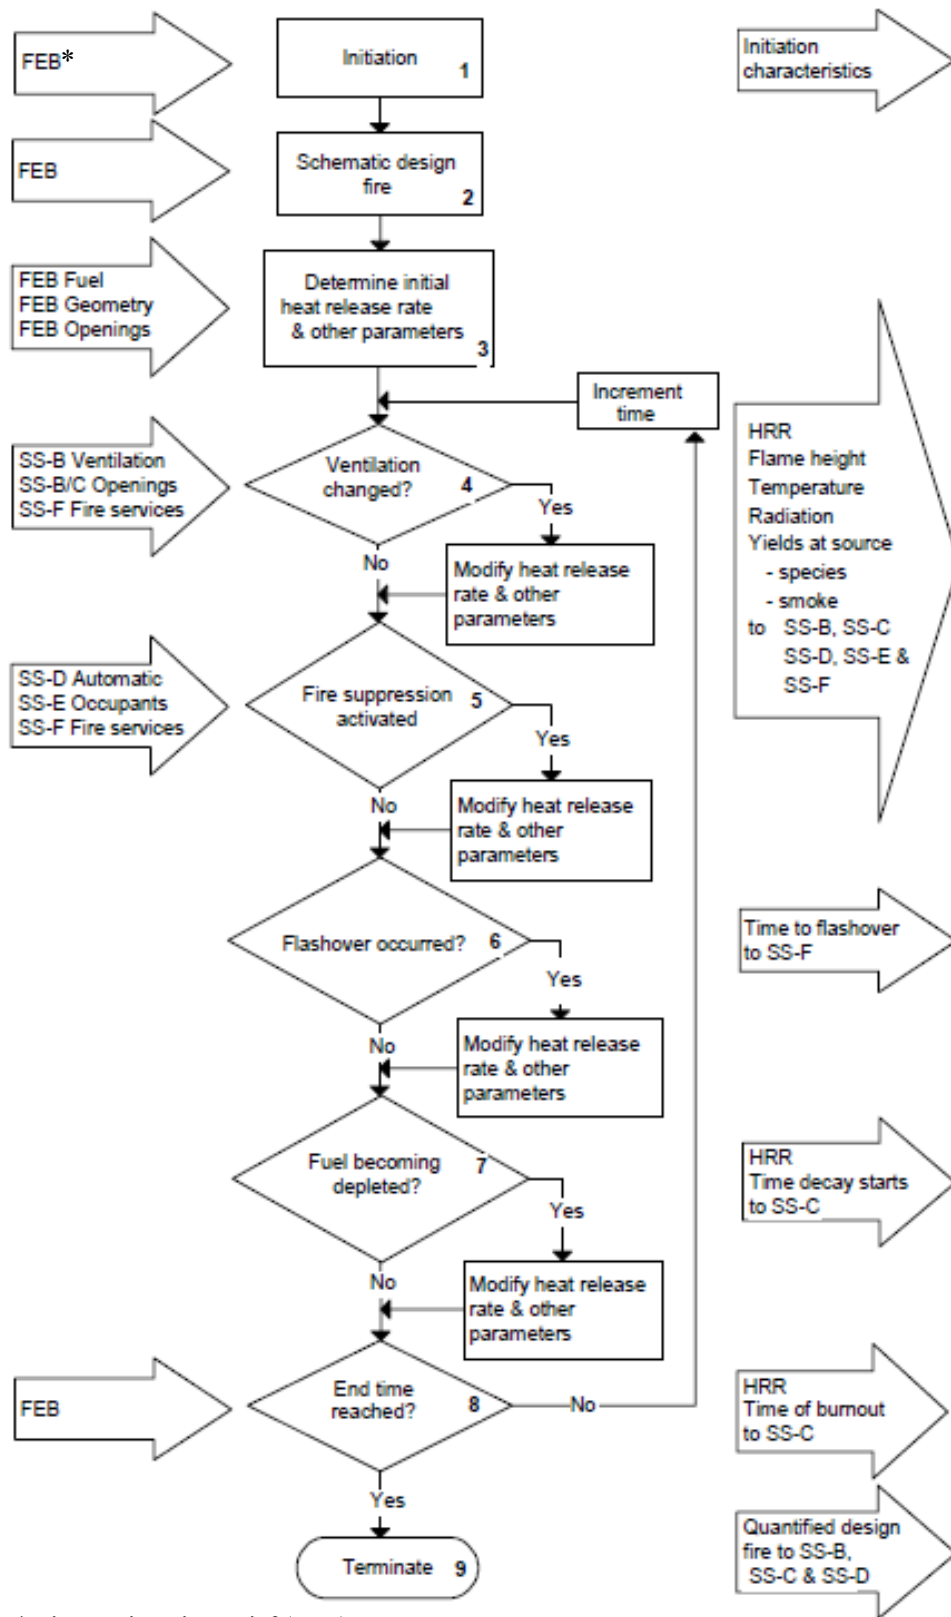 FEB*
Initiation
1
Initiation
characteristics
FEB
Schematic design
fire
2
FEB Fuel
FEB Geometry
FEB Openings
Determine initial
heat release rate
& other parameters
3
Increment
time
SS-B Ventilation
SS-B/C Openings
SS-F Fire services
Ventilation
changed?
4
Yes
No
Modify heat release
rate & other
parameters
HRR
Flame height
Temperature
Radiation
Yields at source
- species
- smoke
to SS-B, SS-C
SS-D, SS-E &
SS-F
SS-D Automatic
SS-E Occupants
SS-F Fire services
Fire suppression
activated
5
Yes
No
Modify heat release
rate & other
parameters
Flashover occurred?
6
Yes
No
Modify heat release
rate & other
parameters
Time to flashover
to SS-F
Fuel becoming
depleted?
7
Yes
No
Modify heat release
rate & other
parameters
HRR
Time decay starts
to SS-C
FEB
End time
reached?
8
No
Yes
HRR
Time of burnout
to SS-C
Terminate
9
Quantified design
fire to SS-B,
SS-C & SS-D